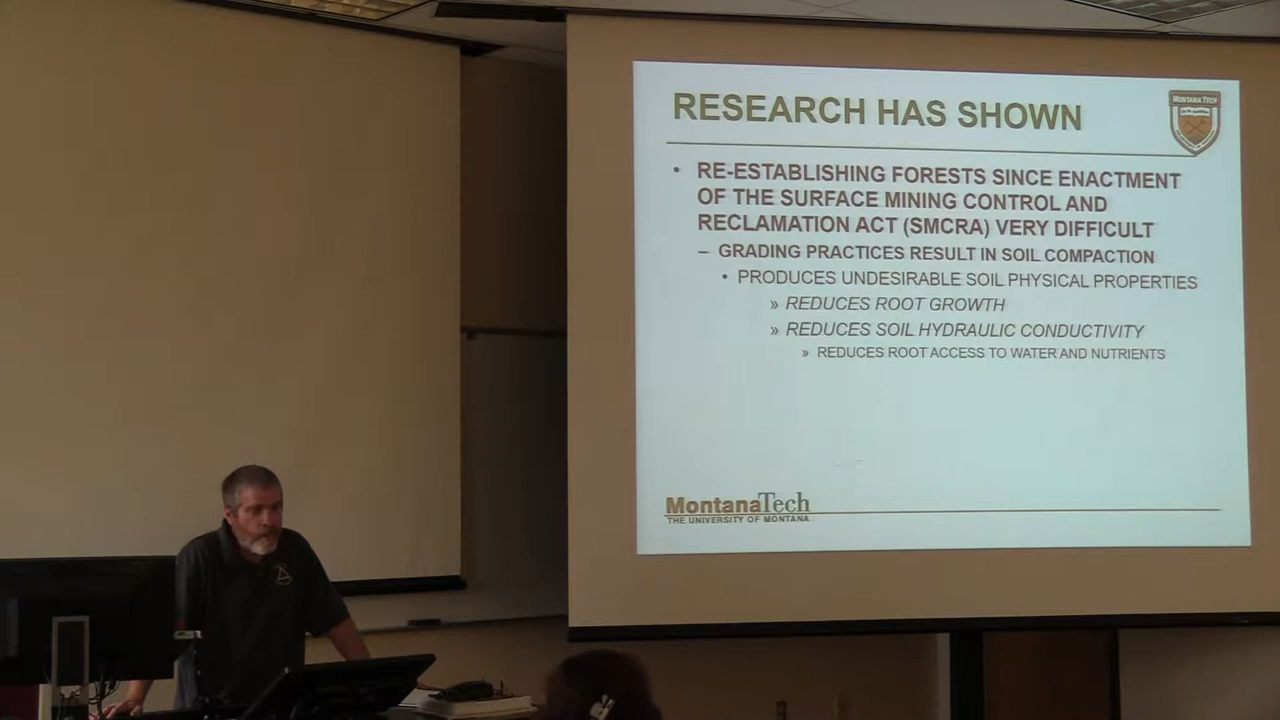 RESEARCH HAS SHOWN
MONTANA TECH
• RE-ESTABLISHING FORESTS SINCE ENACTMENT
OF THE SURFACE MINING CONTROL AND
RECLAMATION ACT (SMCRA) VERY DIFFICULT
– GRADING PRACTICES RESULT IN SOIL COMPACTION
• PRODUCES UNDESIRABLE SOIL PHYSICAL PROPERTIES
» REDUCES ROOT GROWTH
» REDUCES SOIL HYDRAULIC CONDUCTIVITY
» REDUCES ROOT ACCESS TO WATER AND NUTRIENTS
MontanaTech
THE UNIVERSITY OF MONTANA